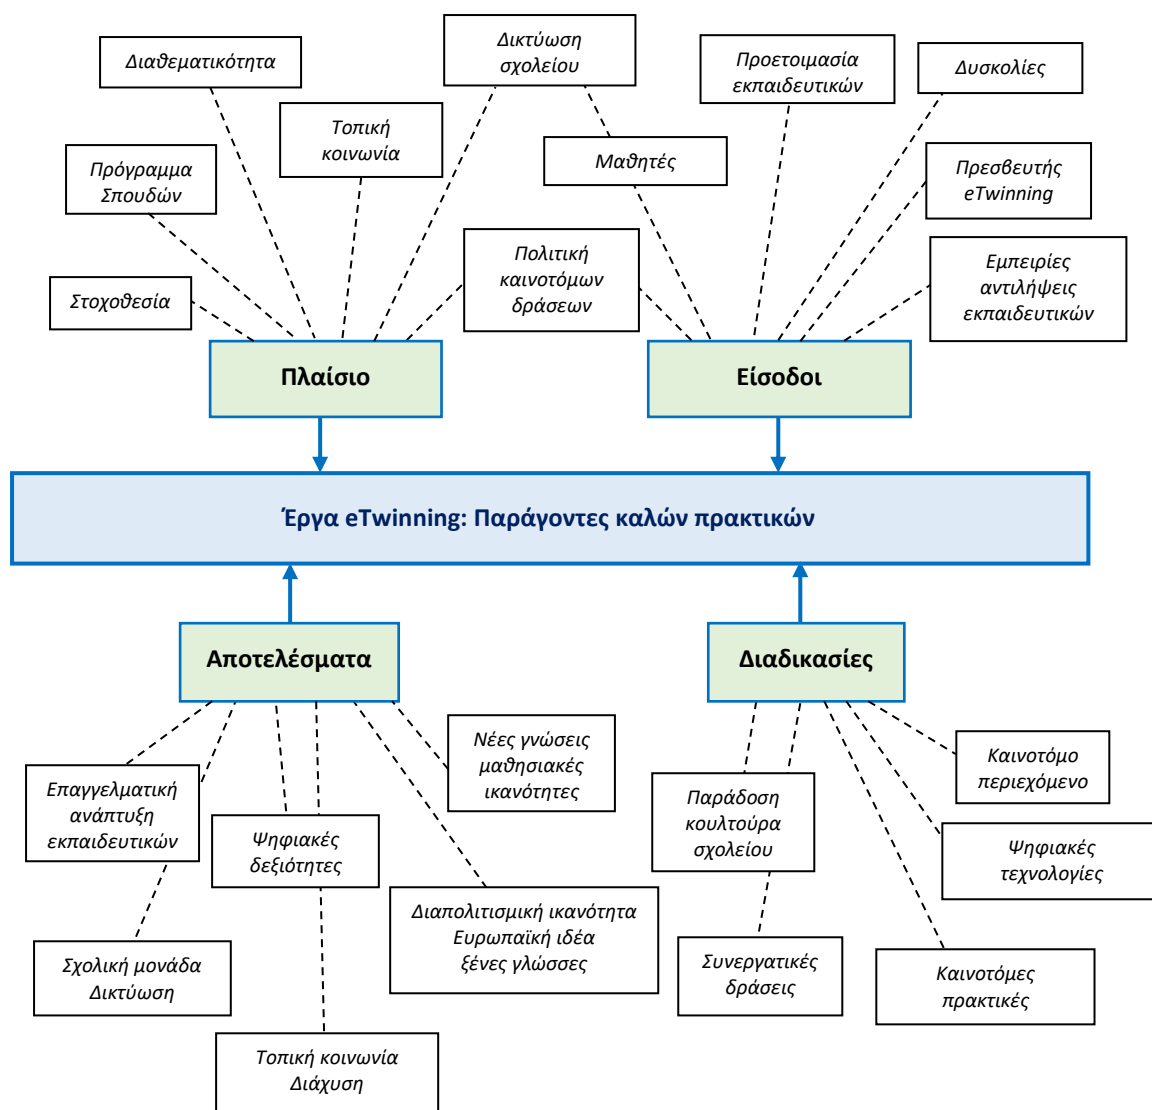 Διαθεματικότητα
Δικτύωση
σχολείου
Προετοιμασία
εκπαιδευτικών
Δυσκολίες
Τοπική
κοινωνία
Μαθητές
Πρόγραμμα
Σπουδών
Πρεσβευτής
eTwinning
Στοχοθεσία
Πολιτική
καινοτόμων
δράσεων
Εμπειρίες
αντιλήψεις
εκπαιδευτικών
Πλαίσιο
Είσοδοι
Έργα eTwinning: Παράγοντες καλών πρακτικών
Αποτελέσματα
Διαδικασίες
Νέες γνώσεις
μαθησιακές
ικανότητες
Καινοτόμο
περιεχόμενο
Επαγγελματική
ανάπτυξη
εκπαιδευτικών
Παράδοση
κουλτούρα
σχολείου
Ψηφιακές
δεξιότητες
Ψηφιακές
τεχνολογίες
Διαπολιτισμική ικανότητα
Ευρωπαϊκή ιδέα
ξένες γλώσσες
Σχολική μονάδα
Δικτύωση
Συνεργατικές
δράσεις
Καινοτόμες
πρακτικές
Τοπική κοινωνία
Διάχυση